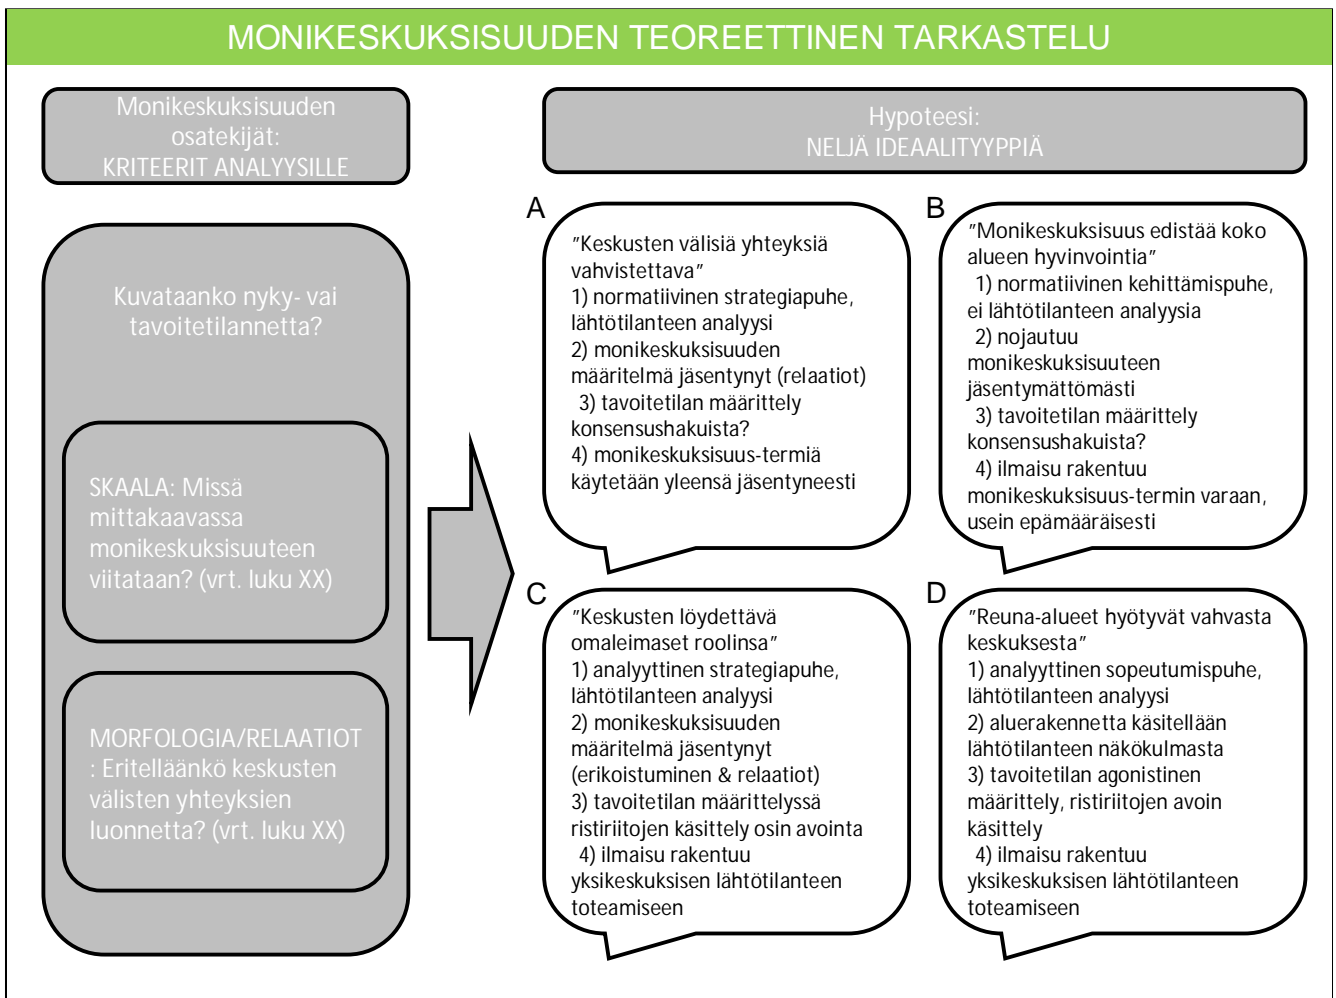 MONIKESKUKSISUUDEN TEOREETTINEN TARKASTELU
Monikeskuksisuuden
osatekijät:
KRITEERIT ANALYYSILLE
Kuvataanko nyky- vai
tavoitetilannetta?
SKAALA: Missä
mittakaavassa
monikeskuksisuuteen
viitataan? (vrt. luku XX)
MORFOLOGIA/RELAATIOT
: Eritelläänkö keskusten
välisten yhteyksien
luonnetta? (vrt. luku XX)
Hypoteesi:
NELJÄ IDEAALITYYPPIÄ
A
”Keskusten välisiä yhteyksiä
vahvistettava”
1) normatiivinen strategiapuhe,
lähtötilanteen analyysi
2) monikeskuksisuuden
määritelmä jäsentynyt (relaatiot)
3) tavoitetilan määrittely
konsensushakuista?
4) monikeskuksisuus-termiä
käytetään yleensä jäsentyneesti
B
”Monikeskuksisuus edistää koko
alueen hyvinvointia”
1) normatiivinen kehittämispuhe,
ei lähtötilanteen analyysia
2) nojautuu
monikeskuksisuuteen
jäsentymättömästi
3) tavoitetilan määrittely
konsensushakuista?
4) ilmaisu rakentuu
monikeskuksisuus-termin varaan,
usein epämääräisesti
C
”Keskusten löydettävä
omaleimaset roolinsa”
1) analyyttinen strategiapuhe,
lähtötilanteen analyysi
2) monikeskuksisuuden
määritelmä jäsentynyt
(erikoistuminen & relaatiot)
3) tavoitetilan määrittelyssä
ristiriitojen käsittely osin avointa
4) ilmaisu rakentuu
yksikeskuksisen lähtötilanteen
toteamiseen
D
”Reuna-alueet hyötyvät vahvasta
keskuksesta”
1) analyyttinen sopeutumispuhe,
lähtötilanteen analyysi
2) aluerakennetta käsitellään
lähtötilanteen näkökulmasta
3) tavoitetilan agonistinen
määrittely, ristiriitojen avoin
käsittely
4) ilmaisu rakentuu
yksikeskuksisen lähtötilanteen
toteamiseen